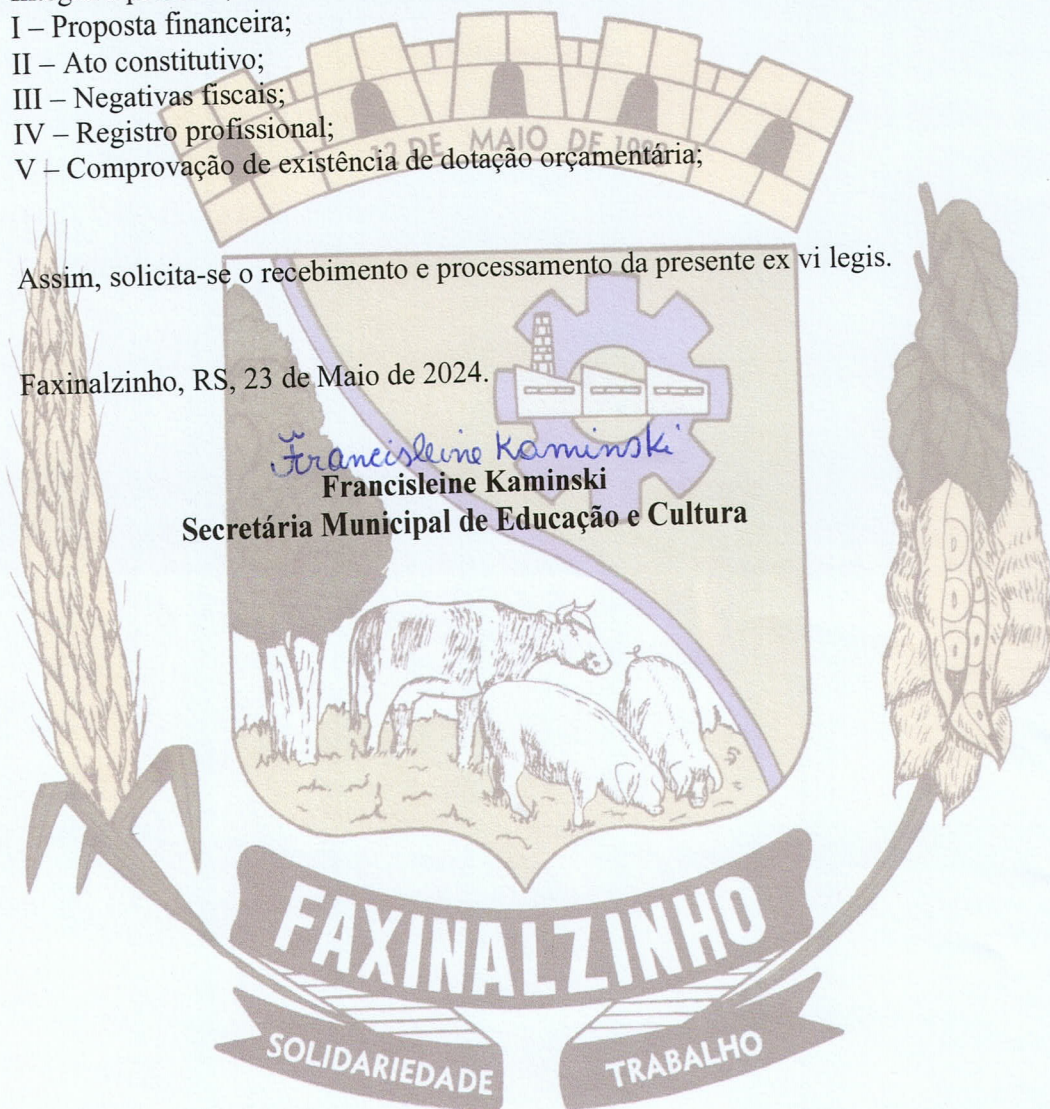 I – Proposta financeira;
II – Ato constitutivo;
III – Negativas fiscais;
IV – Registro profissional;
V – Comprovação de existência de dotação orçamentária;
MAIO DE
Assim, solicita-se o recebimento e processamento da presente ex vi legis.
Faxinalzinho, RS, 23 de Maio de 2024.
Francisleine Kaminski
Francisleine Kaminski
Secretária Municipal de Educação e Cultura
FAXINALZINHO
SOLIDARIEDADE
TRABALHO